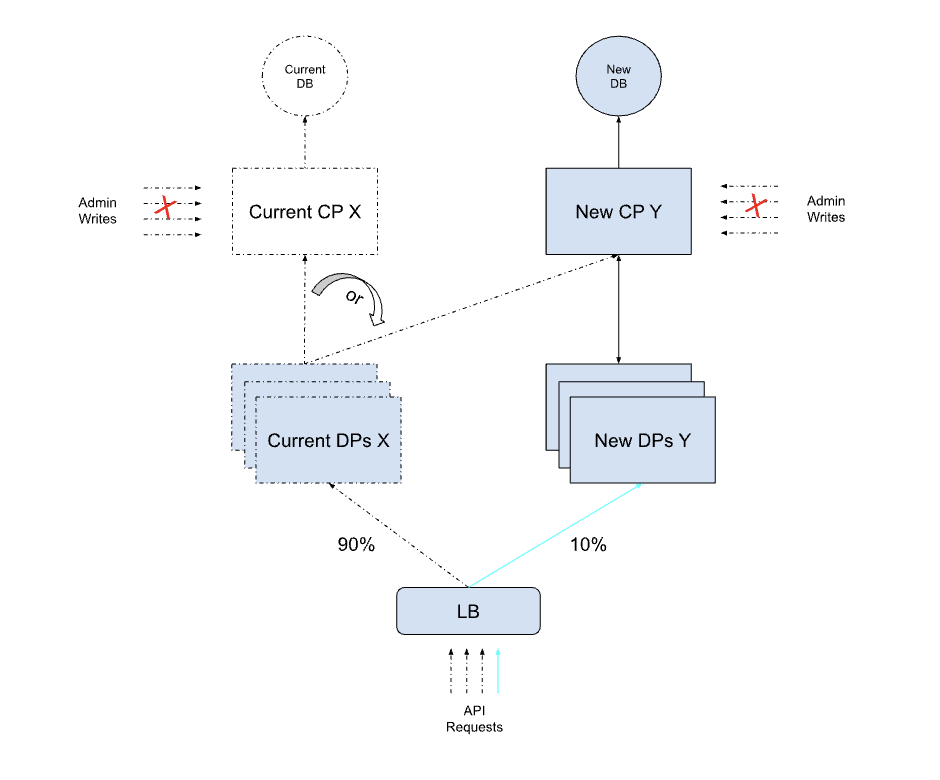 Current
DB
New
DB
Admin
Writes
X
Current CP X
New CP Y
X
Admin
Writes
or
Current DPs X
New DPs Y
90%
10%
LB
API
Requests